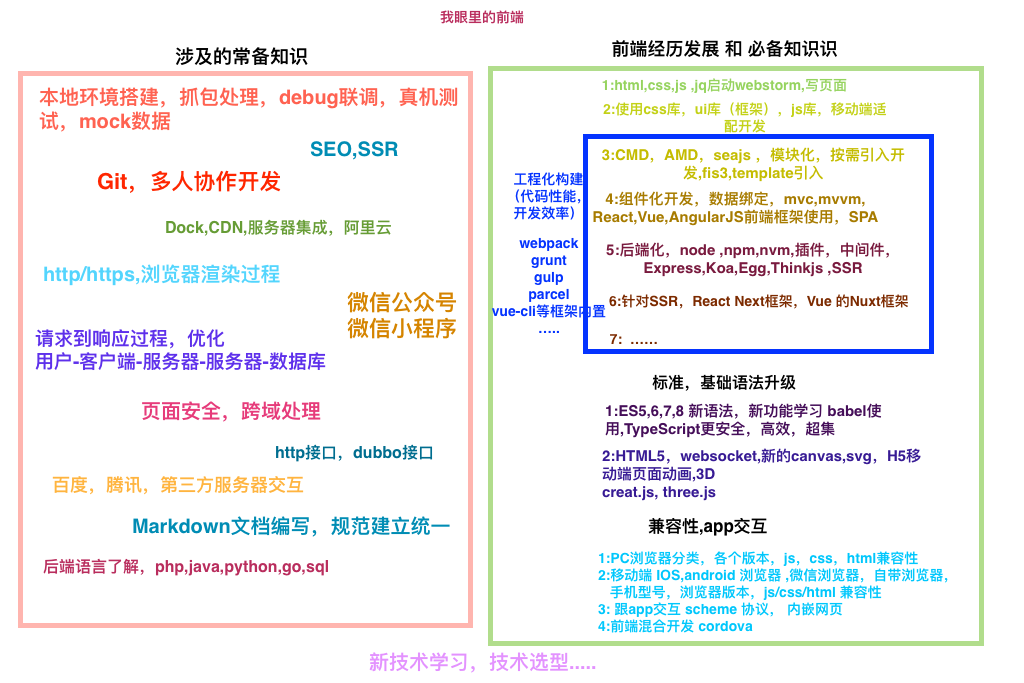 我眼里的前端
涉及的常备知识
本地环境搭建，抓包处理，debug联调，真机测
试，mock数据
SEO,SSR
Git，多人协作开发
Dock,CDN,服务器集成，阿里云
http/https,浏览器渲染过程
微信公众号
微信小程序
请求到响应过程，优化
用户-客户端-服务器-服务器-数据库
页面安全，跨域处理
http接口，dubbo接口
百度，腾讯，第三方服务器交互
Markdown文档编写，规范建立统一
后端语言了解，php,java,python,go,sql
前端经历发展 和 必备知识识
1:html,css,js ,jq启动webstorm,写页面
2:使用css库，ui库（框架），js库，移动端适
配开发
工程化构建
（代码性能，
开发效率）
webpack
grunt
gulp
parcel
vue-cli等框架内置
.....
3:CMD，AMD，seajs ，模块化，按需引入开
发,fis3,template引入
4:组件化开发，数据绑定，mvc,mvvm,
React,Vue,AngularJS前端框架使用，SPA
5:后端化，node ,npm,nvm,插件，中间件，
Express,Koa,Egg,Thinkjs ,SSR
6:针对SSR，React Next框架，Vue 的Nuxt框架
7: ……
标准，基础语法升级
1:ES5,6,7,8 新语法，新功能学习 babel使
用,TypeScript更安全，高效，超集
2:HTML5，websocket,新的canvas,svg，H5移
动端页面动画,3D
creat.js, three.js
兼容性,app交互
1:PC浏览器分类，各个版本，js，css，html兼容性
2:移动端 IOS,android 浏览器 ,微信浏览器，自带浏览器，
手机型号，浏览器版本，js/css/html 兼容性
3: 跟app交互 scheme 协议， 内嵌网页
4:前端混合开发 cordova
新技术学习，技术选型.....